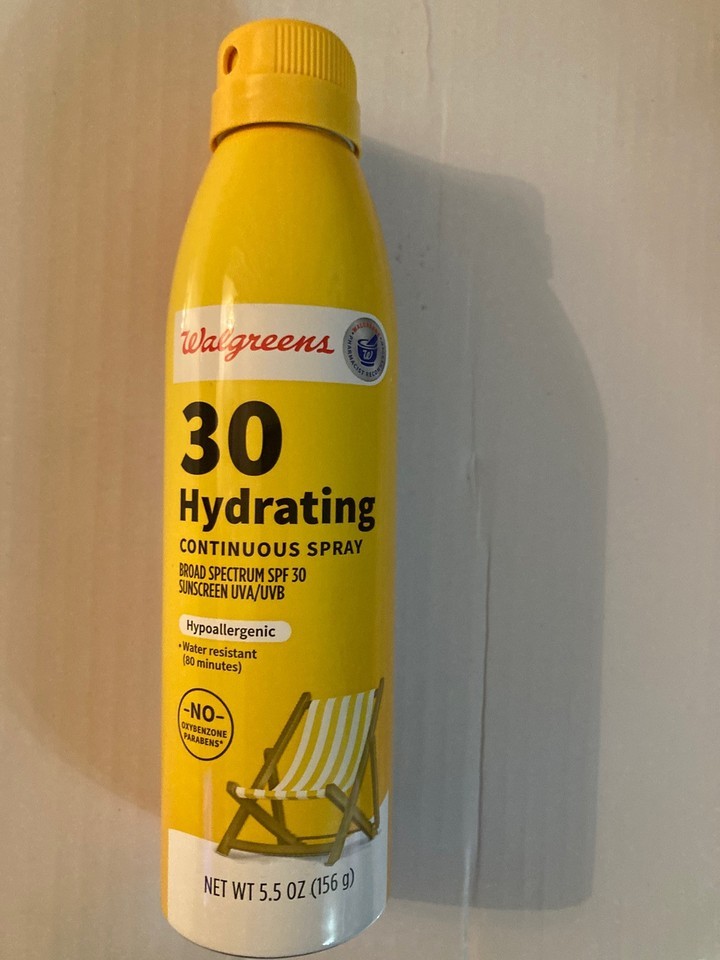 Walgreens
W
30
Hydrating
CONTINUOUS SPRAY
BROAD SPECTRUM SPF 30
SUNSCREEN UVA/UVB
Hypoallergenic
• Water resistant
(80 minutes)
-NO-
OXYBENZONE
PARABENS*
NET WT 5.5 OZ (156 g)